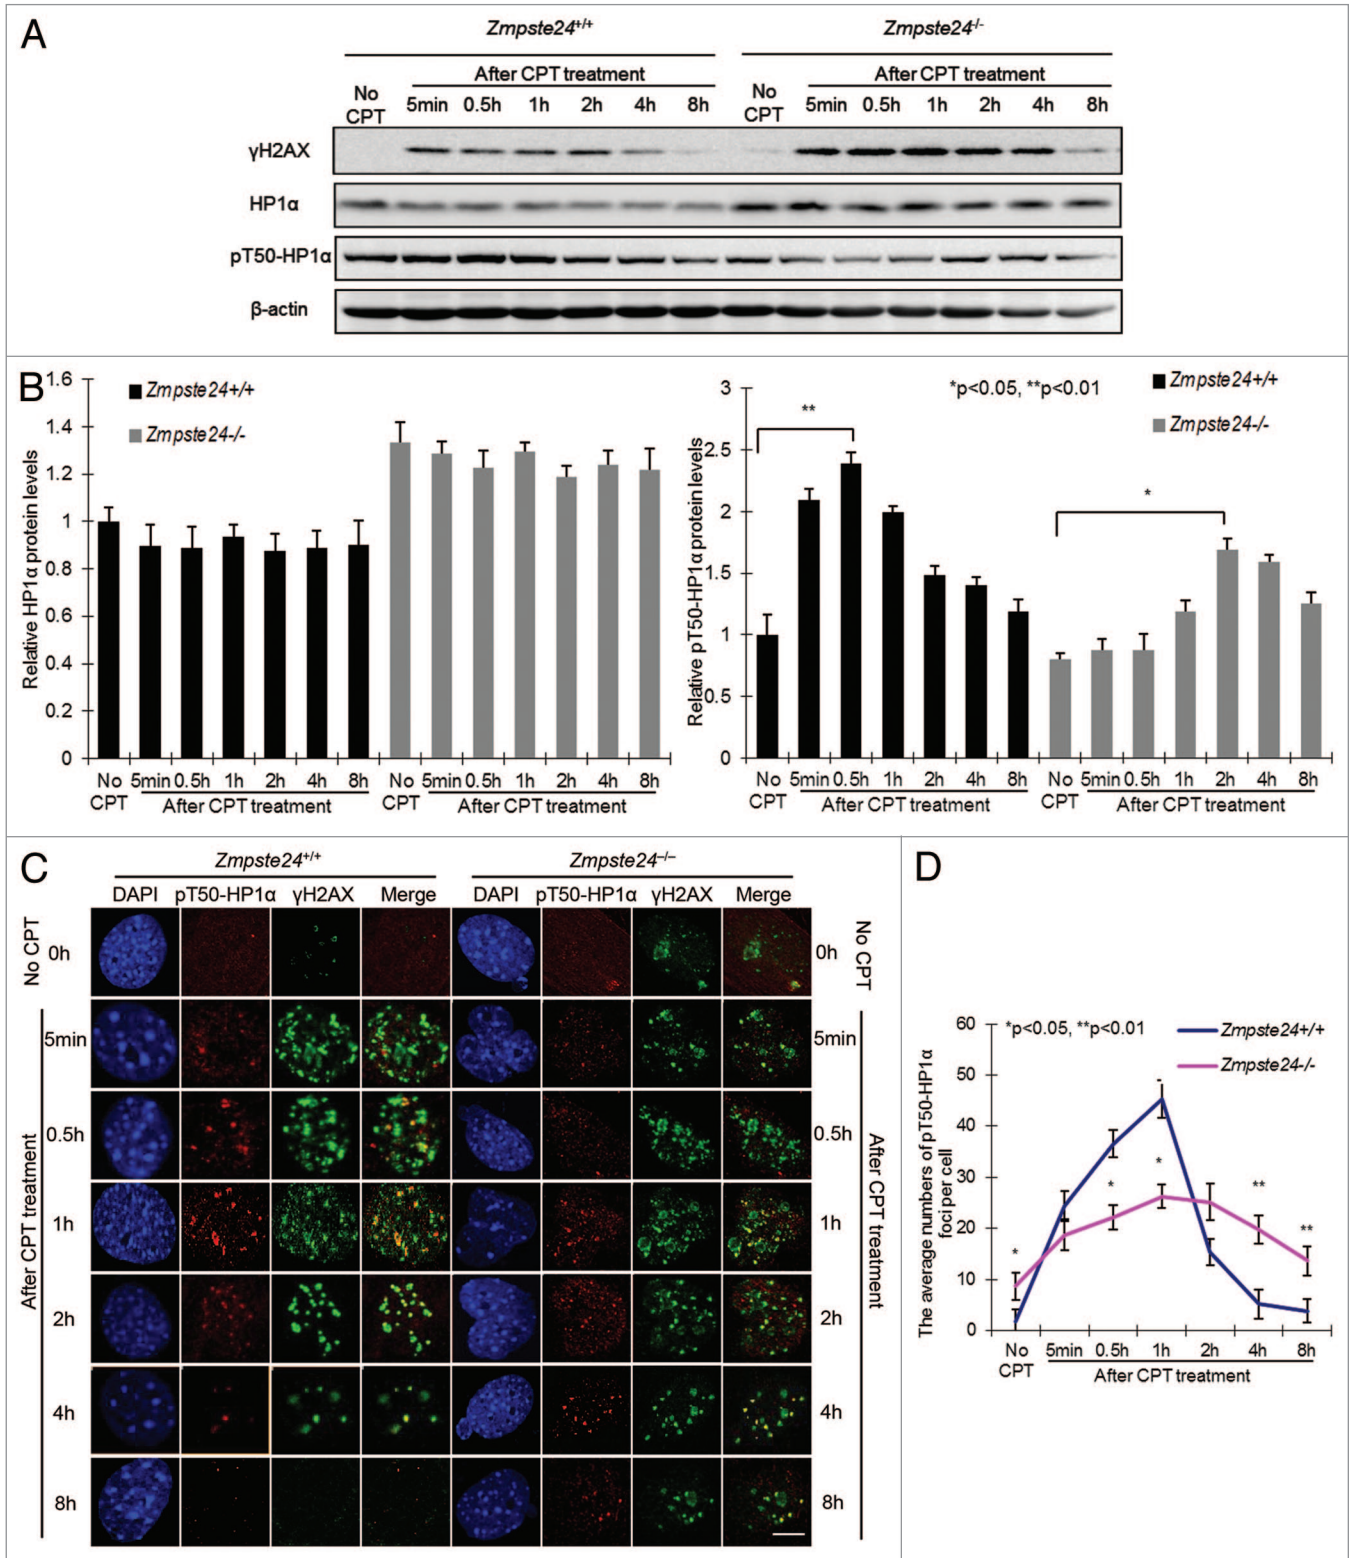 A
Zmpste24+/+
Zmpste24-/-
After CPT treatment
After CPT treatment
No CPT 5min 0.5h 1h 2h 4h 8h No CPT 5min 0.5h 1h 2h 4h 8h
γH2AX
HP1α
pT50-HP1α
β-actin
B
Relative HP1α protein levels
1.6
1.4
1.2
1
0.8
0.6
0.4
0.2
0
Zmpste24+/+
Zmpste24-/-
No CPT 5min 0.5h 1h 2h 4h 8h No CPT 5min 0.5h 1h 2h 4h 8h
After CPT treatment
After CPT treatment
Relative pT50-HP1α protein levels
3
2.5
2
1.5
1
0.5
0
**
*
*p<0.05, **p<0.01
Zmpste24+/+
Zmpste24-/-
No CPT 5min 0.5h 1h 2h 4h 8h No CPT 5min 0.5h 1h 2h 4h 8h
After CPT treatment
After CPT treatment
C
Zmpste24+/+
Zmpste24–/–
DAPI pT50-HP1α γH2AX Merge DAPI pT50-HP1α γH2AX Merge
No CPT
0h
0h
No CPT
After CPT treatment
5min
5min
0.5h
0.5h
1h
1h
2h
2h
4h
4h
8h
8h
After CPT treatment
D
The average numbers of pT50-HP1α
foci per cell
60
50
40
30
20
10
0
*p<0.05, **p<0.01
Zmpste24+/+
Zmpste24-/-
*
*
*
**
**
No CPT 5min 0.5h 1h 2h 4h 8h
After CPT treatment